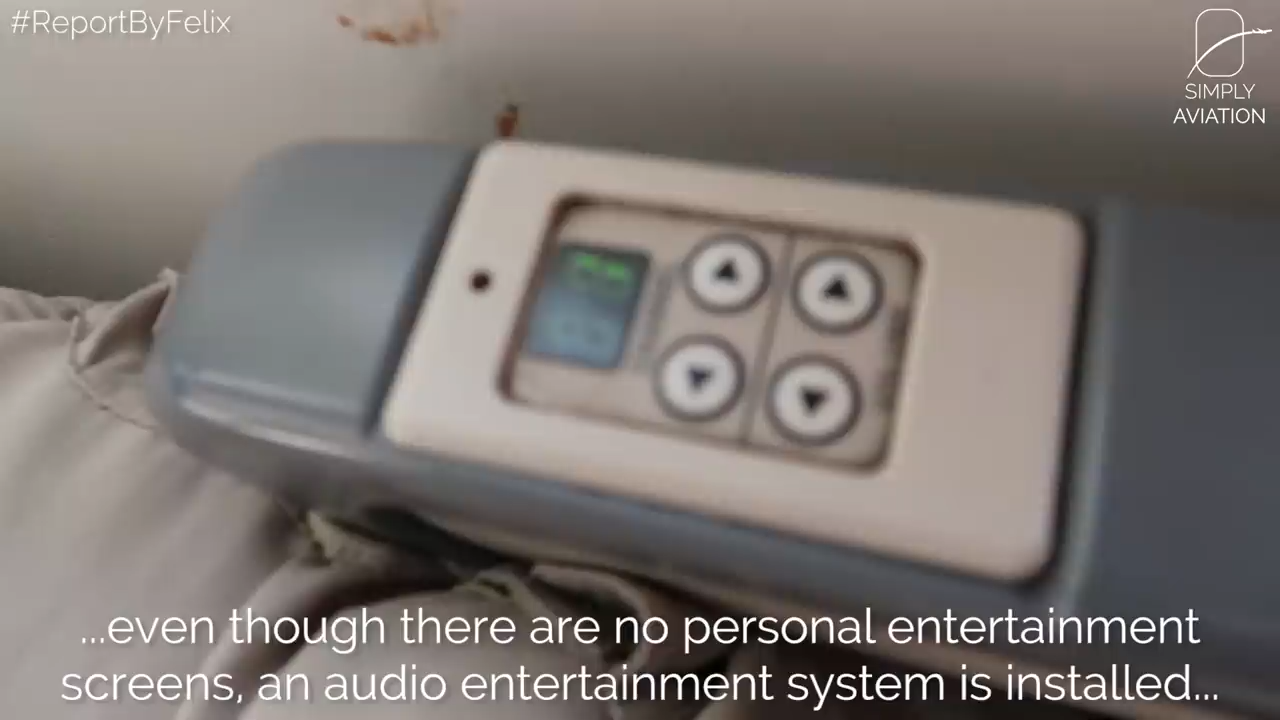 #ReportByFelix
SIMPLY
AVIATION
...even though there are no personal entertainment
screens, an audio entertainment system is installed...